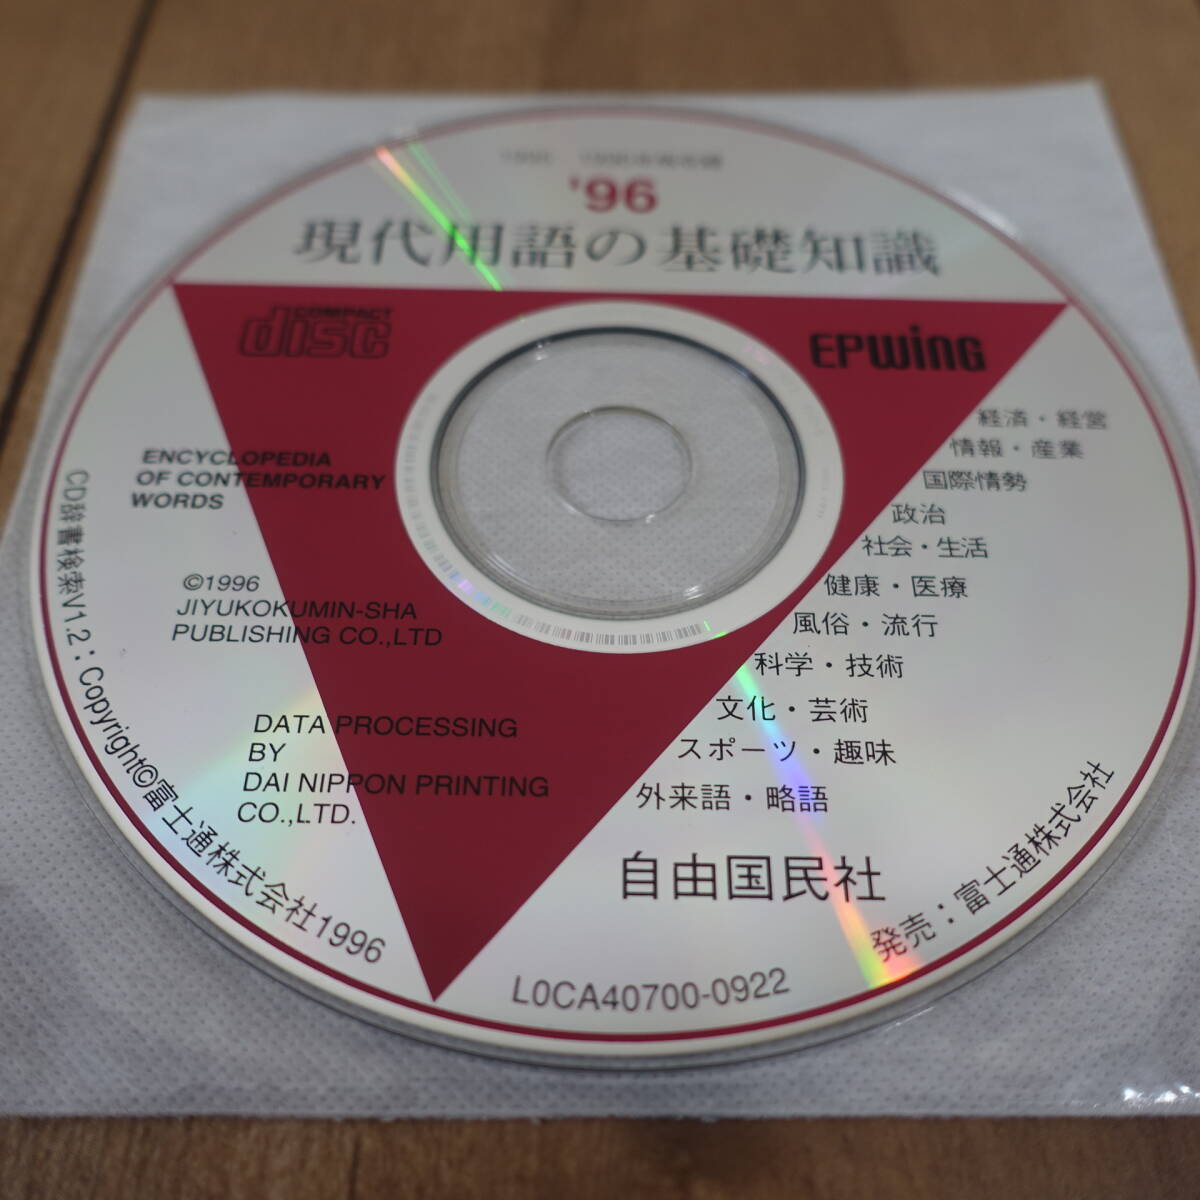 '96
現代用語の基礎知識
COMPACT
disc
EPWING
ENCYCLOPEDIA
OF CONTEMPORARY
WORDS
©1996
JIYUKOKUMIN-SHA
PUBLISHING CO.,LTD
DATA PROCESSING
BY
DAI NIPPON PRINTING
CO.,LTD.
経済・経営
情報・産業
国際情勢
政治
社会・生活
健康・医療
風俗・流行
科学・技術
文化・芸術
スポーツ・趣味
外来語・略語
自由国民社
CD辞書検索V1.2：Copyright©富士通株式会社1996
L0CA40700-0922
発売：富士通株式会社